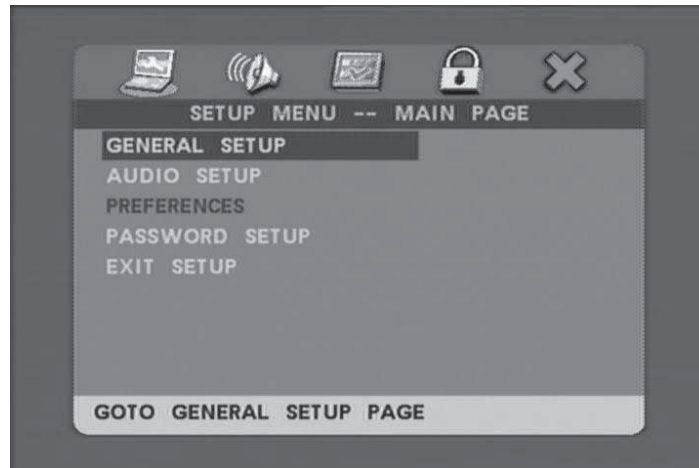 SETUP MENU -- MAIN PAGE
GENERAL SETUP
AUDIO SETUP
PREFERENCES
PASSWORD SETUP
EXIT SETUP
GOTO GENERAL SETUP PAGE